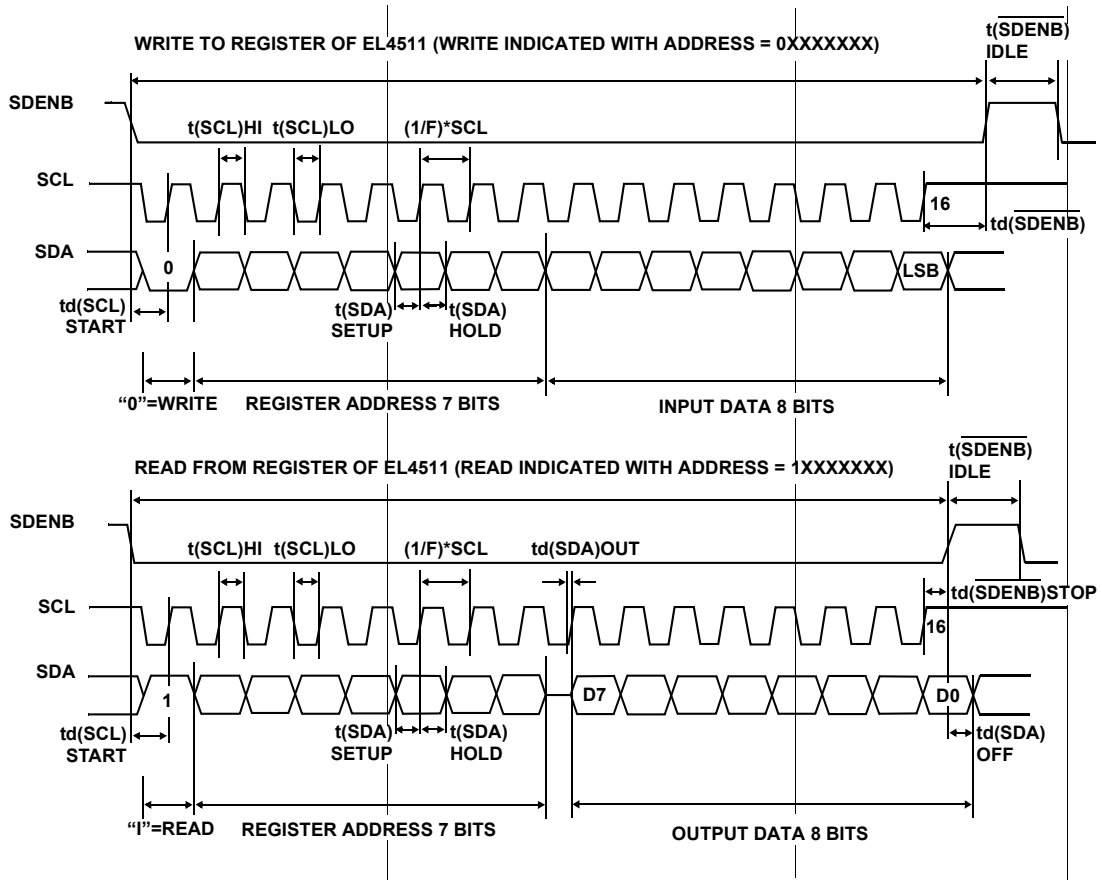 WRITE TO REGISTER OF EL4511 (WRITE INDICATED WITH ADDRESS = 0XXXXXXX)
t(SDENB)
IDLE
SDENB
t(SCL)HI t(SCL)LO (1/F)*SCL
SCL
16
td(SDENB)
SDA
0
LSB
td(SCL)
START
t(SDA)
SETUP
t(SDA)
HOLD
“0”=WRITE REGISTER ADDRESS 7 BITS INPUT DATA 8 BITS
READ FROM REGISTER OF EL4511 (READ INDICATED WITH ADDRESS = 1XXXXXXX)
t(SDENB)
IDLE
SDENB
t(SCL)HI t(SCL)LO (1/F)*SCL td(SDA)OUT
td(SDENB)STOP
SCL
16
SDA
1 D7 D0
td(SCL)
START
t(SDA)
SETUP
t(SDA)
HOLD
td(SDA)
OFF
“I”=READ REGISTER ADDRESS 7 BITS OUTPUT DATA 8 BITS